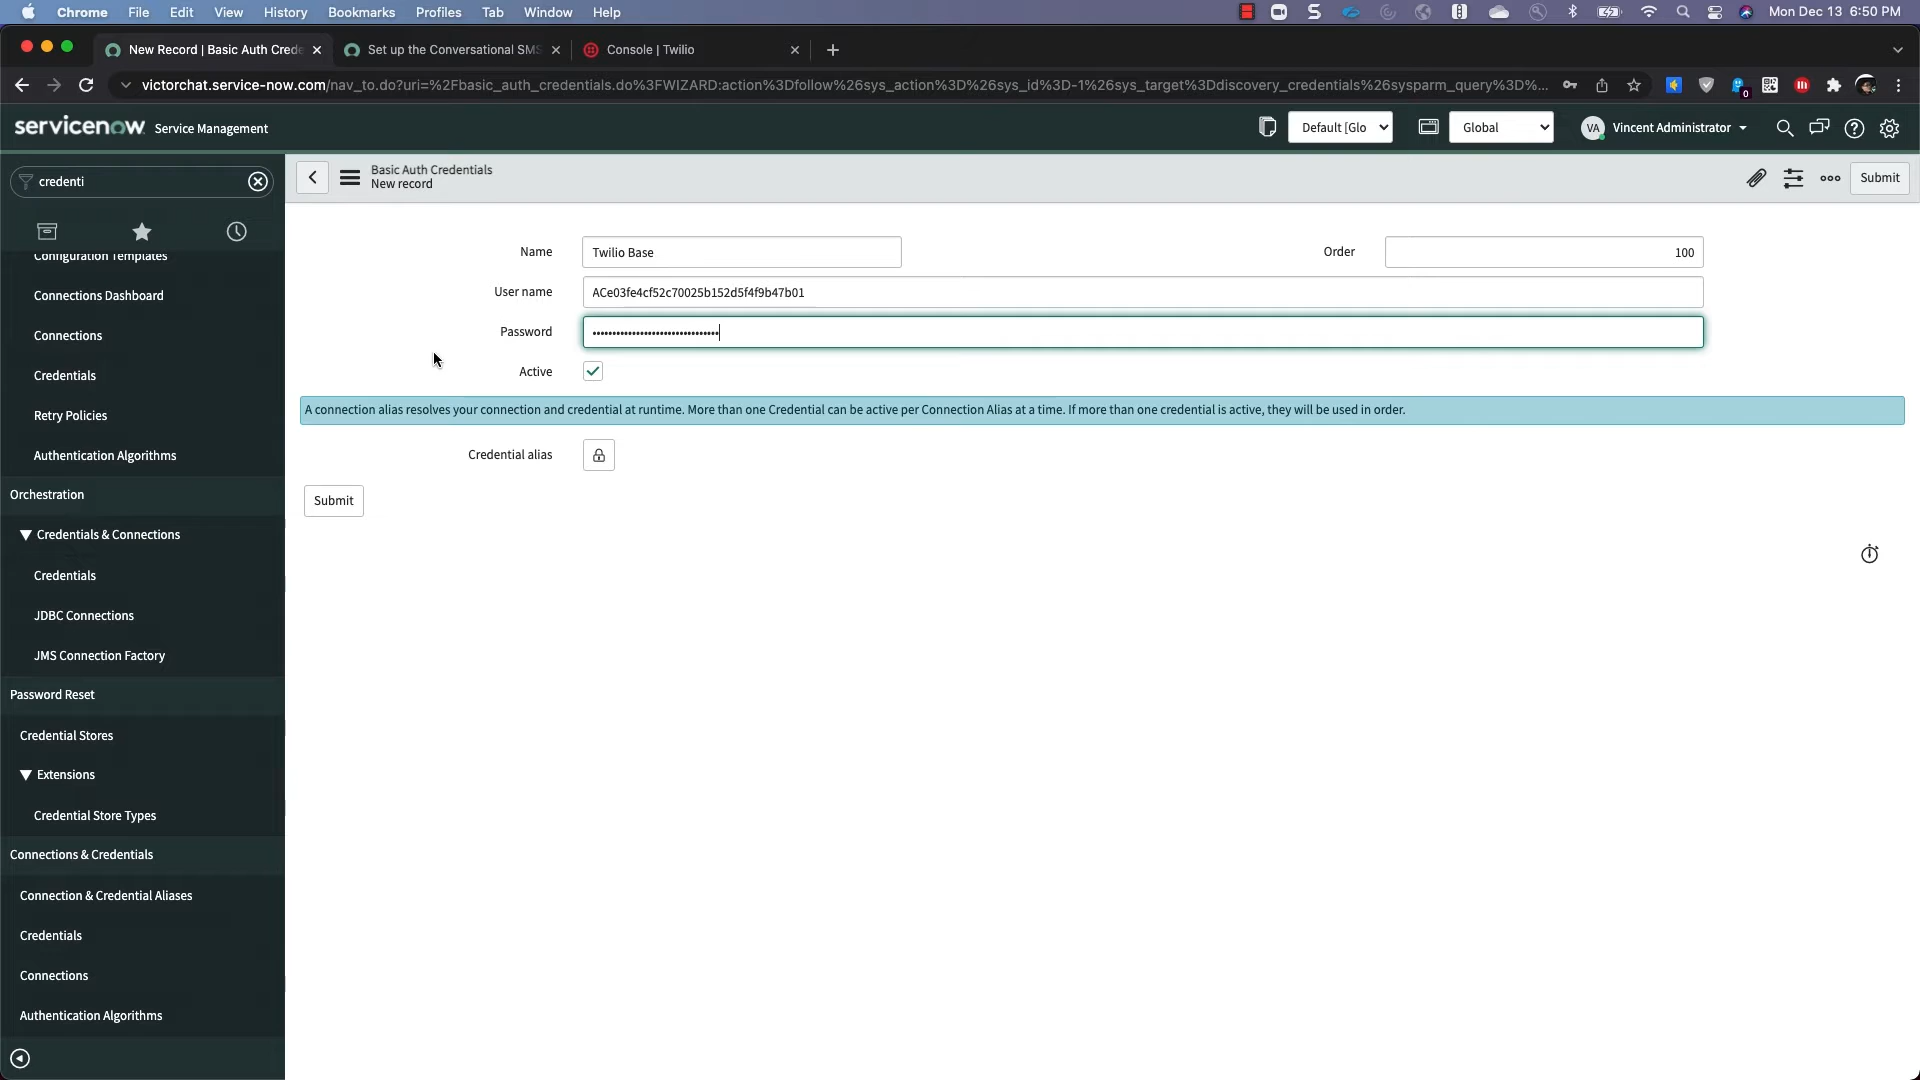 Chrome File Edit View History Bookmarks Profiles Tab Window Help
Mon Dec 13 6:50 PM
New Record | Basic Auth Crede
Set up the Conversational SMS
Console | Twilio
victorchat.service-now.com/nav_to.do?uri=%2Fbasic_auth_credentials.do%3FWIZARD:action%3Dfollow%26sys_action%3D%26sys_id%3D-1%26sys_target%3Ddiscovery_credentials%26sysparm_query%3D%...
0
servicenow Service Management
Default [Glo
Global
VA Vincent Administrator
credenti
Basic Auth Credentials
New record
Submit
Configuration Templates
Connections Dashboard
Connections
Credentials
Retry Policies
Authentication Algorithms
Orchestration
Credentials & Connections
Credentials
JDBC Connections
JMS Connection Factory
Password Reset
Credential Stores
Extensions
Credential Store Types
Connections & Credentials
Connection & Credential Aliases
Credentials
Connections
Authentication Algorithms
Name Twilio Base
Order 100
User name ACe03fe4cf52c70025b152d5f4f9b47b01
Password ••••••••••••••••••••••••••••••••
Active
A connection alias resolves your connection and credential at runtime. More than one Credential can be active per Connection Alias at a time. If more than one credential is active, they will be used in order.
Credential alias
Submit